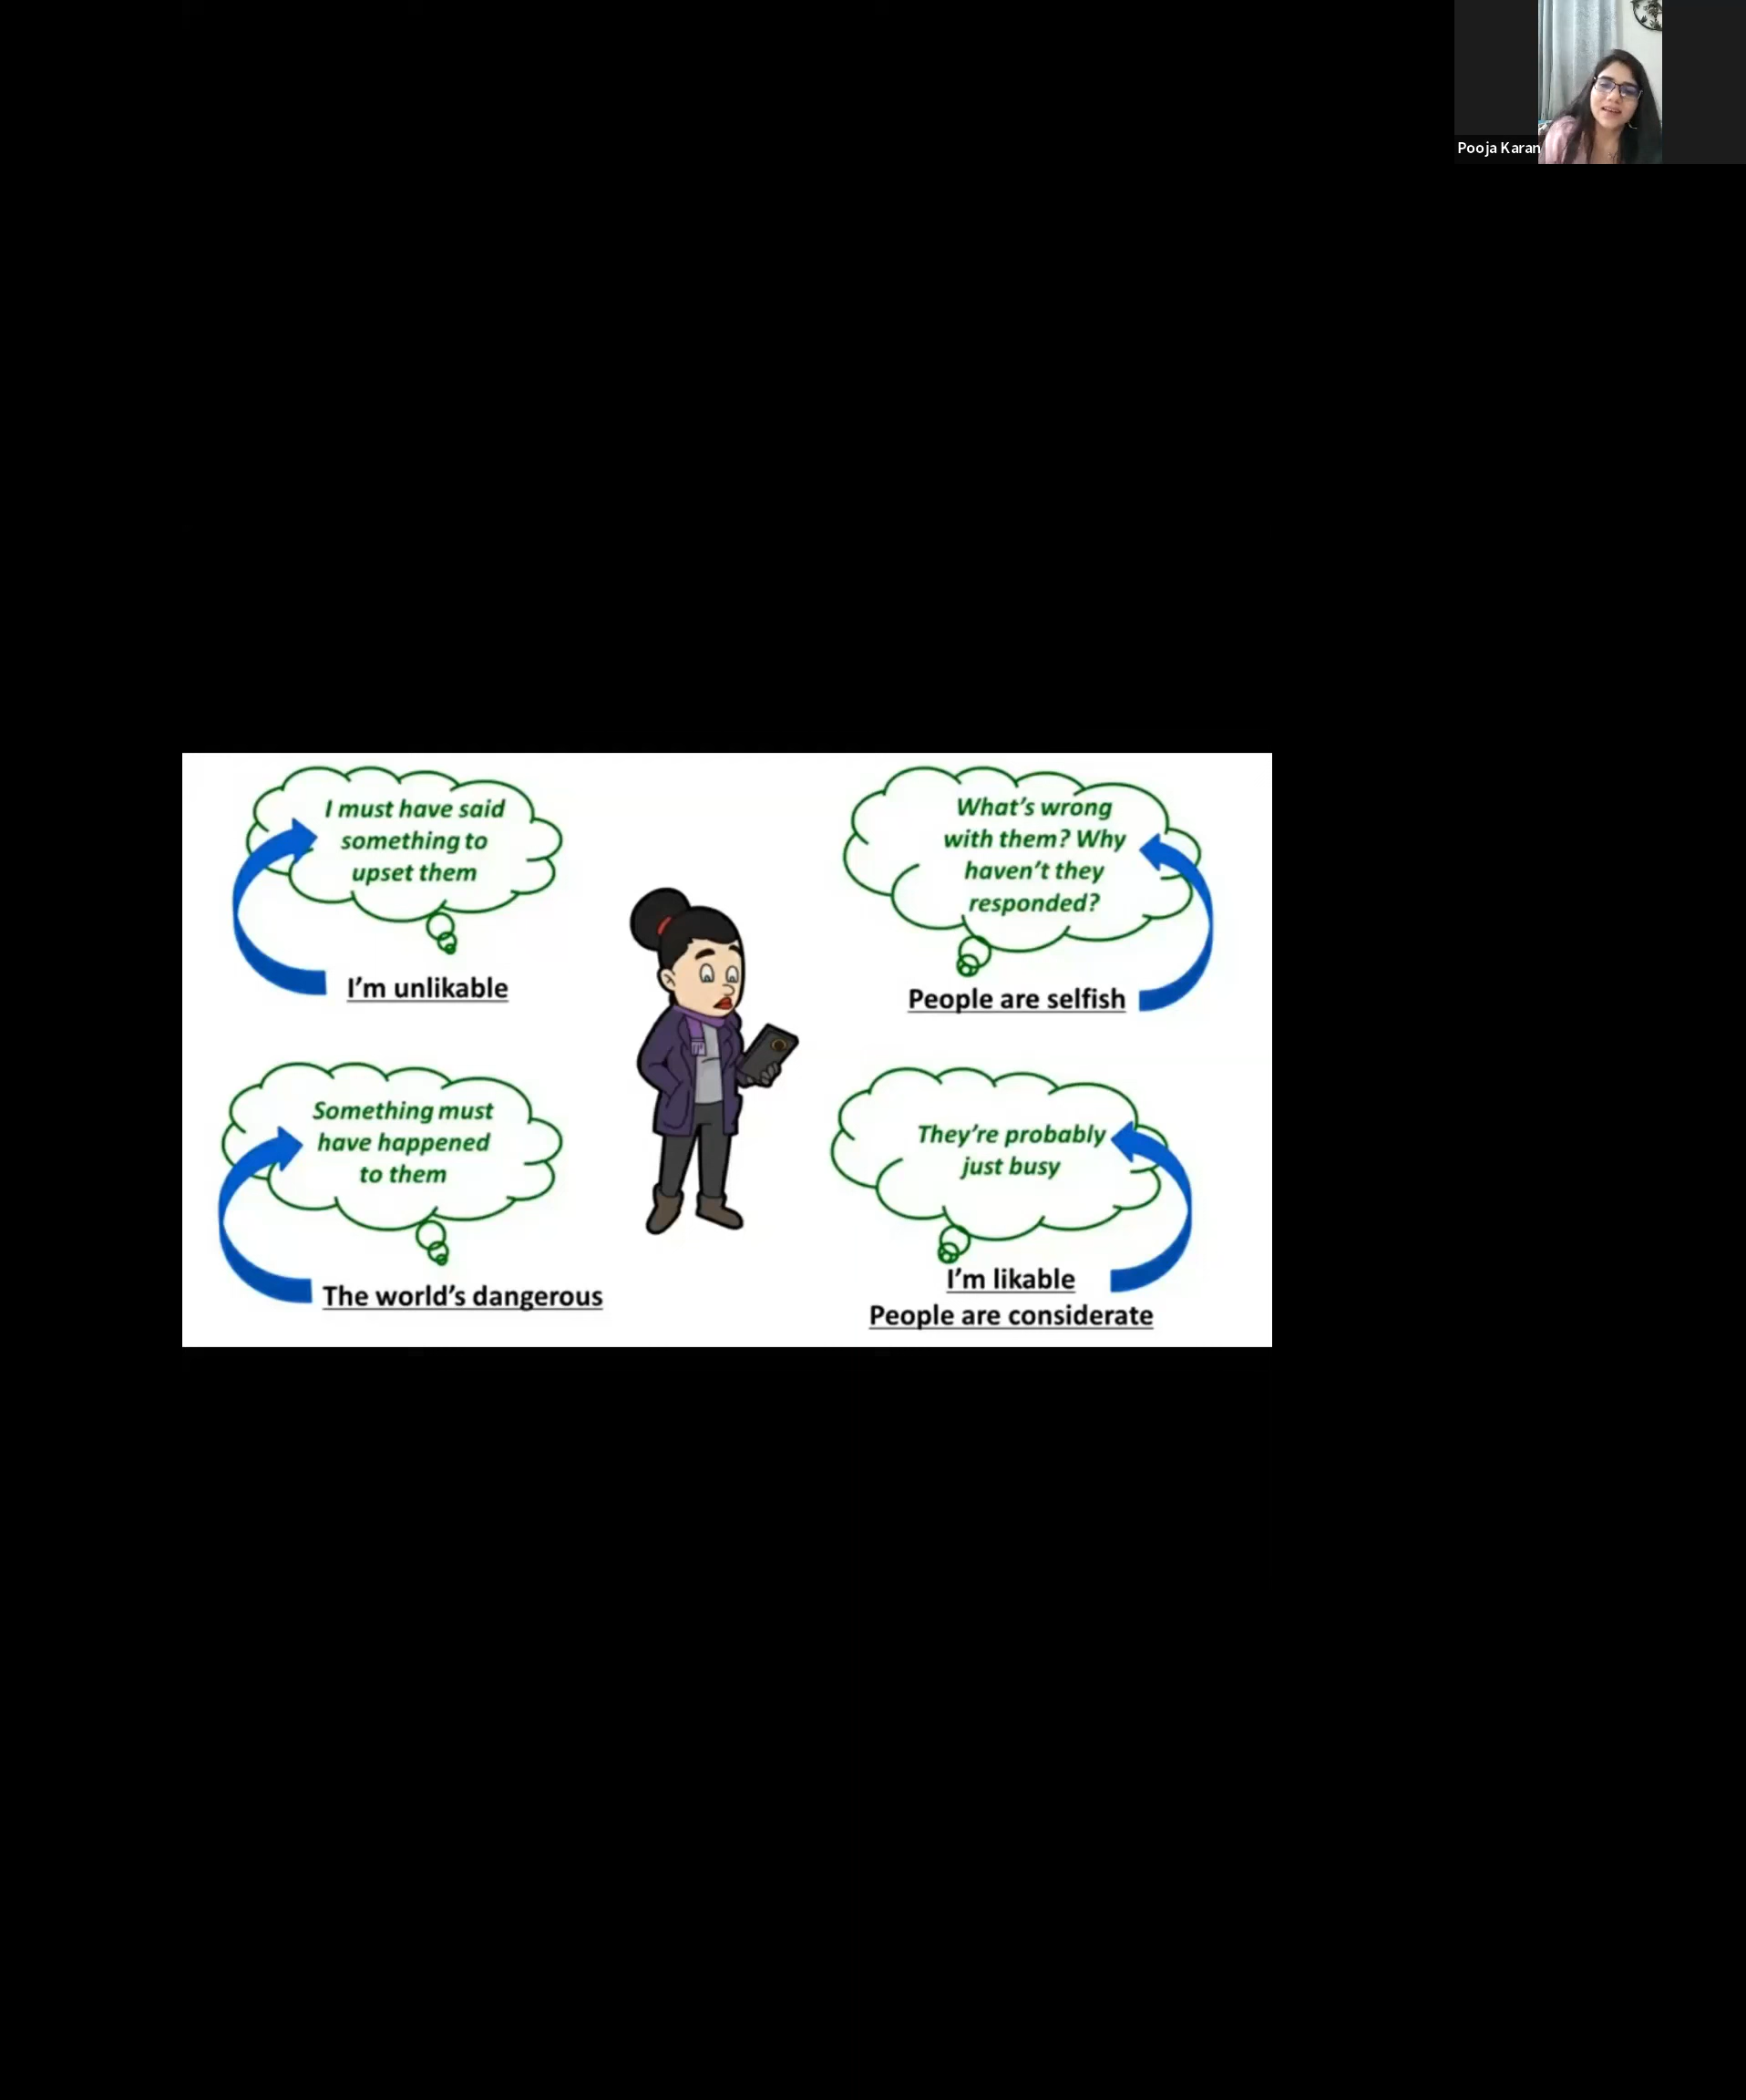 Pooja Karan
I must have said
something to
upset them
I'm unlikable
What's wrong
with them? Why
haven't they
responded?
People are selfish
Something must
have happened
to them
The world's dangerous
They're probably
just busy
I'm likable
People are considerate